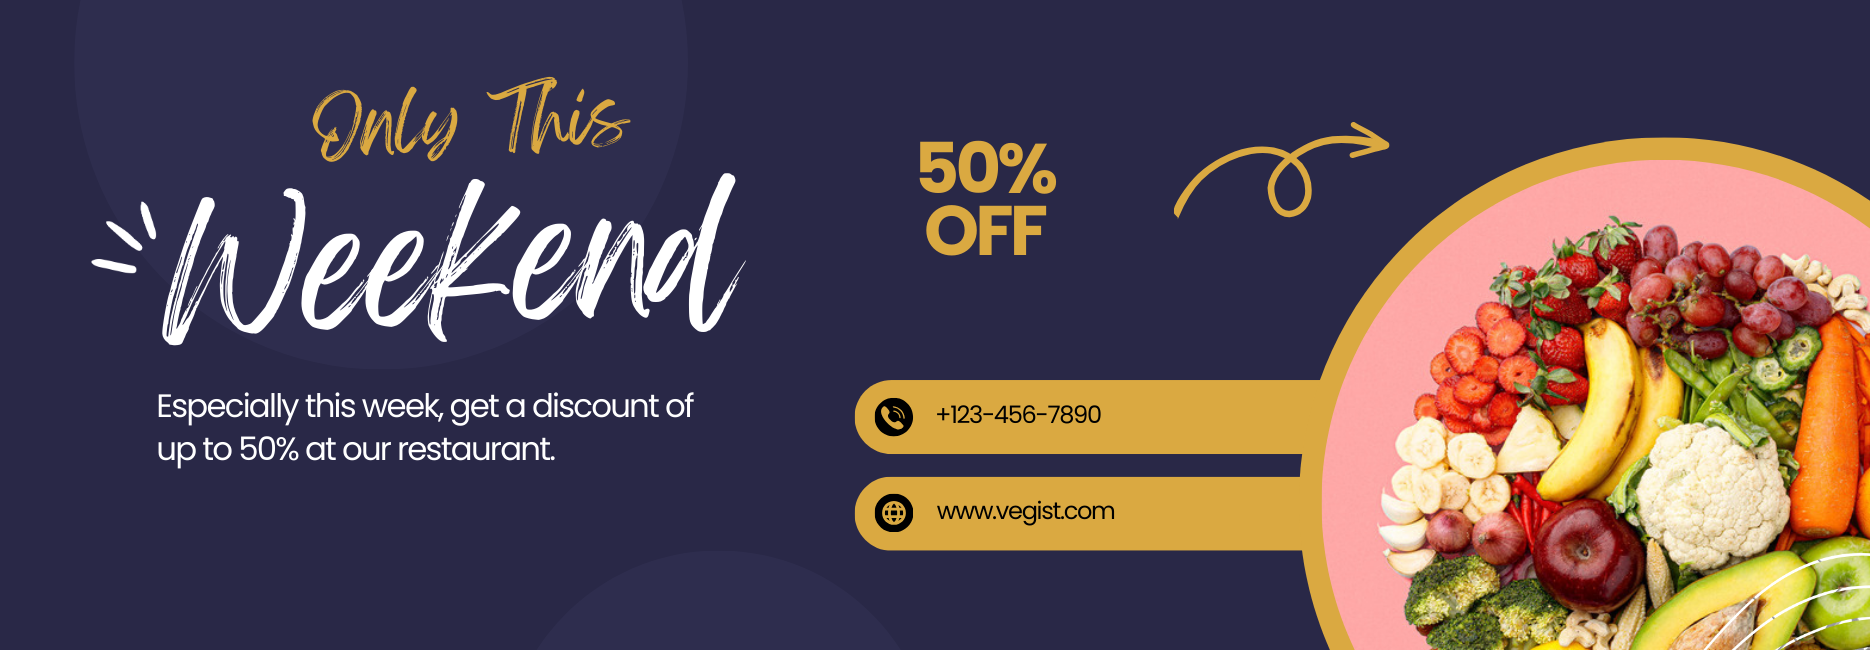 Only This
Weekend
Especially this week, get a discount of
up to 50% at our restaurant.
50%
OFF
+123-456-7890
www.vegist.com